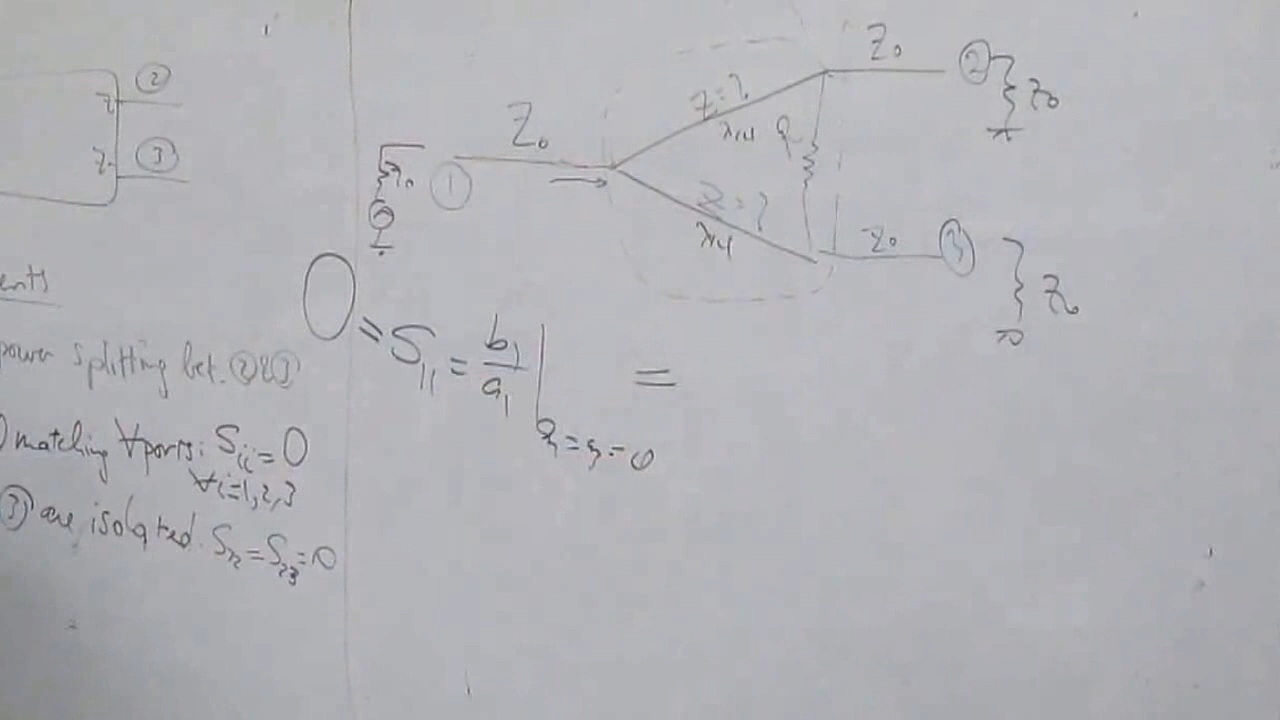 ②
③
ents
power splitting bet. ②&③
matching ∀ports: Sii=0
∀i=1,2,3
③ are isolated. S32=S23=0
Z0
②
Z0
Z=?
λ/4
Z0
①
Z0
Z=?
λ/4
Z0
③
Z0
0 = S11 = b1/a1 | a2=a3=0 =